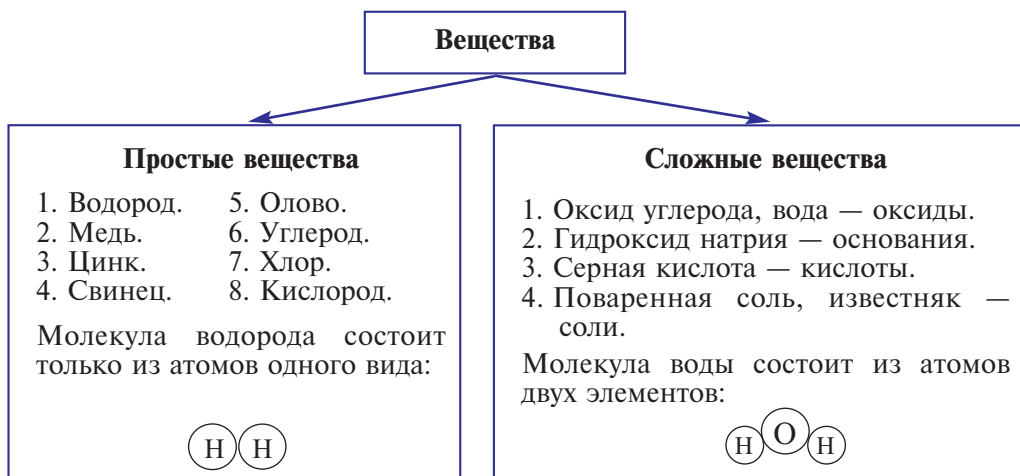 Вещества
Простые вещества
1. Водород. 5. Олово.
2. Медь. 6. Углерод.
3. Цинк. 7. Хлор.
4. Свинец. 8. Кислород.
Молекула водорода состоит
только из атомов одного вида:
H H
Сложные вещества
1. Оксид углерода, вода — оксиды.
2. Гидроксид натрия — основания.
3. Серная кислота — кислоты.
4. Поваренная соль, известняк —
соли.
Молекула воды состоит из атомов
двух элементов:
H O H